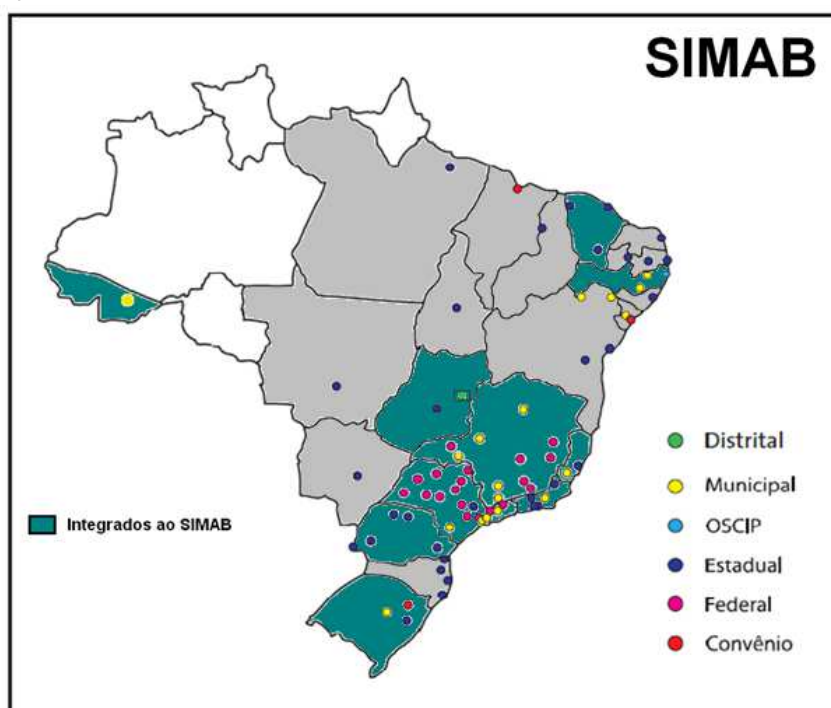 SIMAB
Distrital
Municipal
OSCIP
Estadual
Federal
Convênio
Integrados ao SIMAB